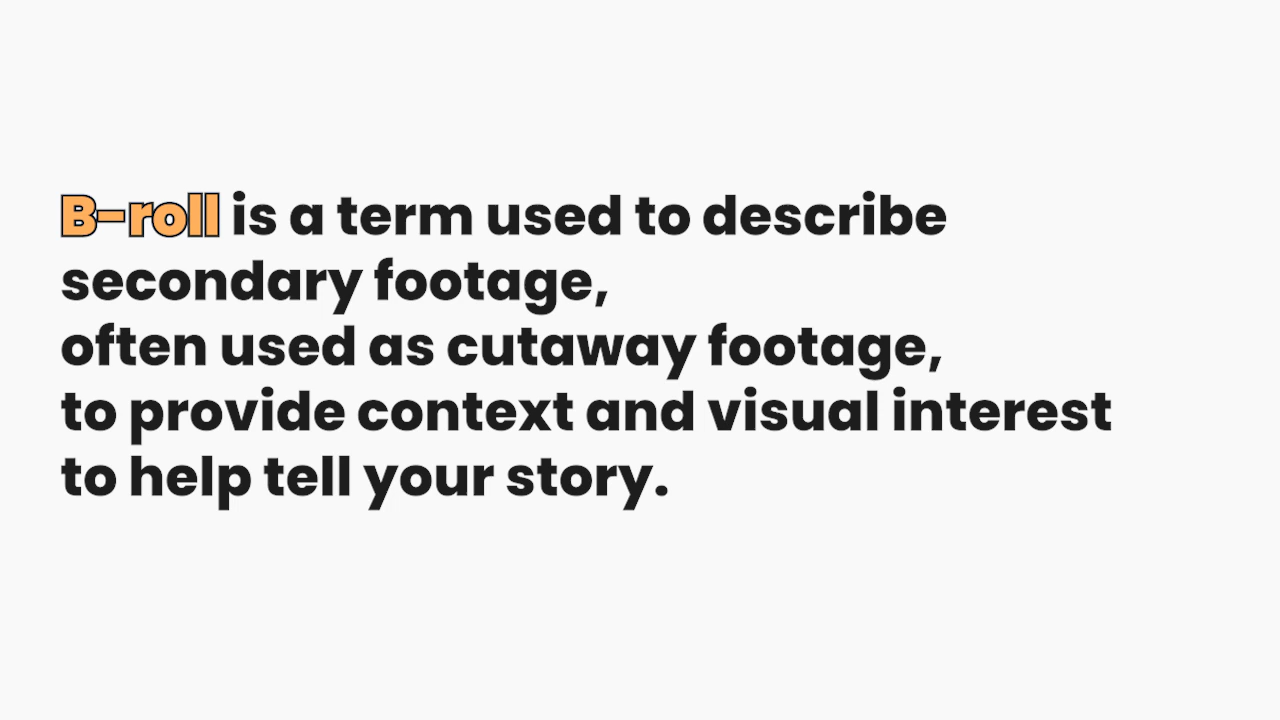 B-roll is a term used to describe
secondary footage,
often used as cutaway footage,
to provide context and visual interest
to help tell your story.